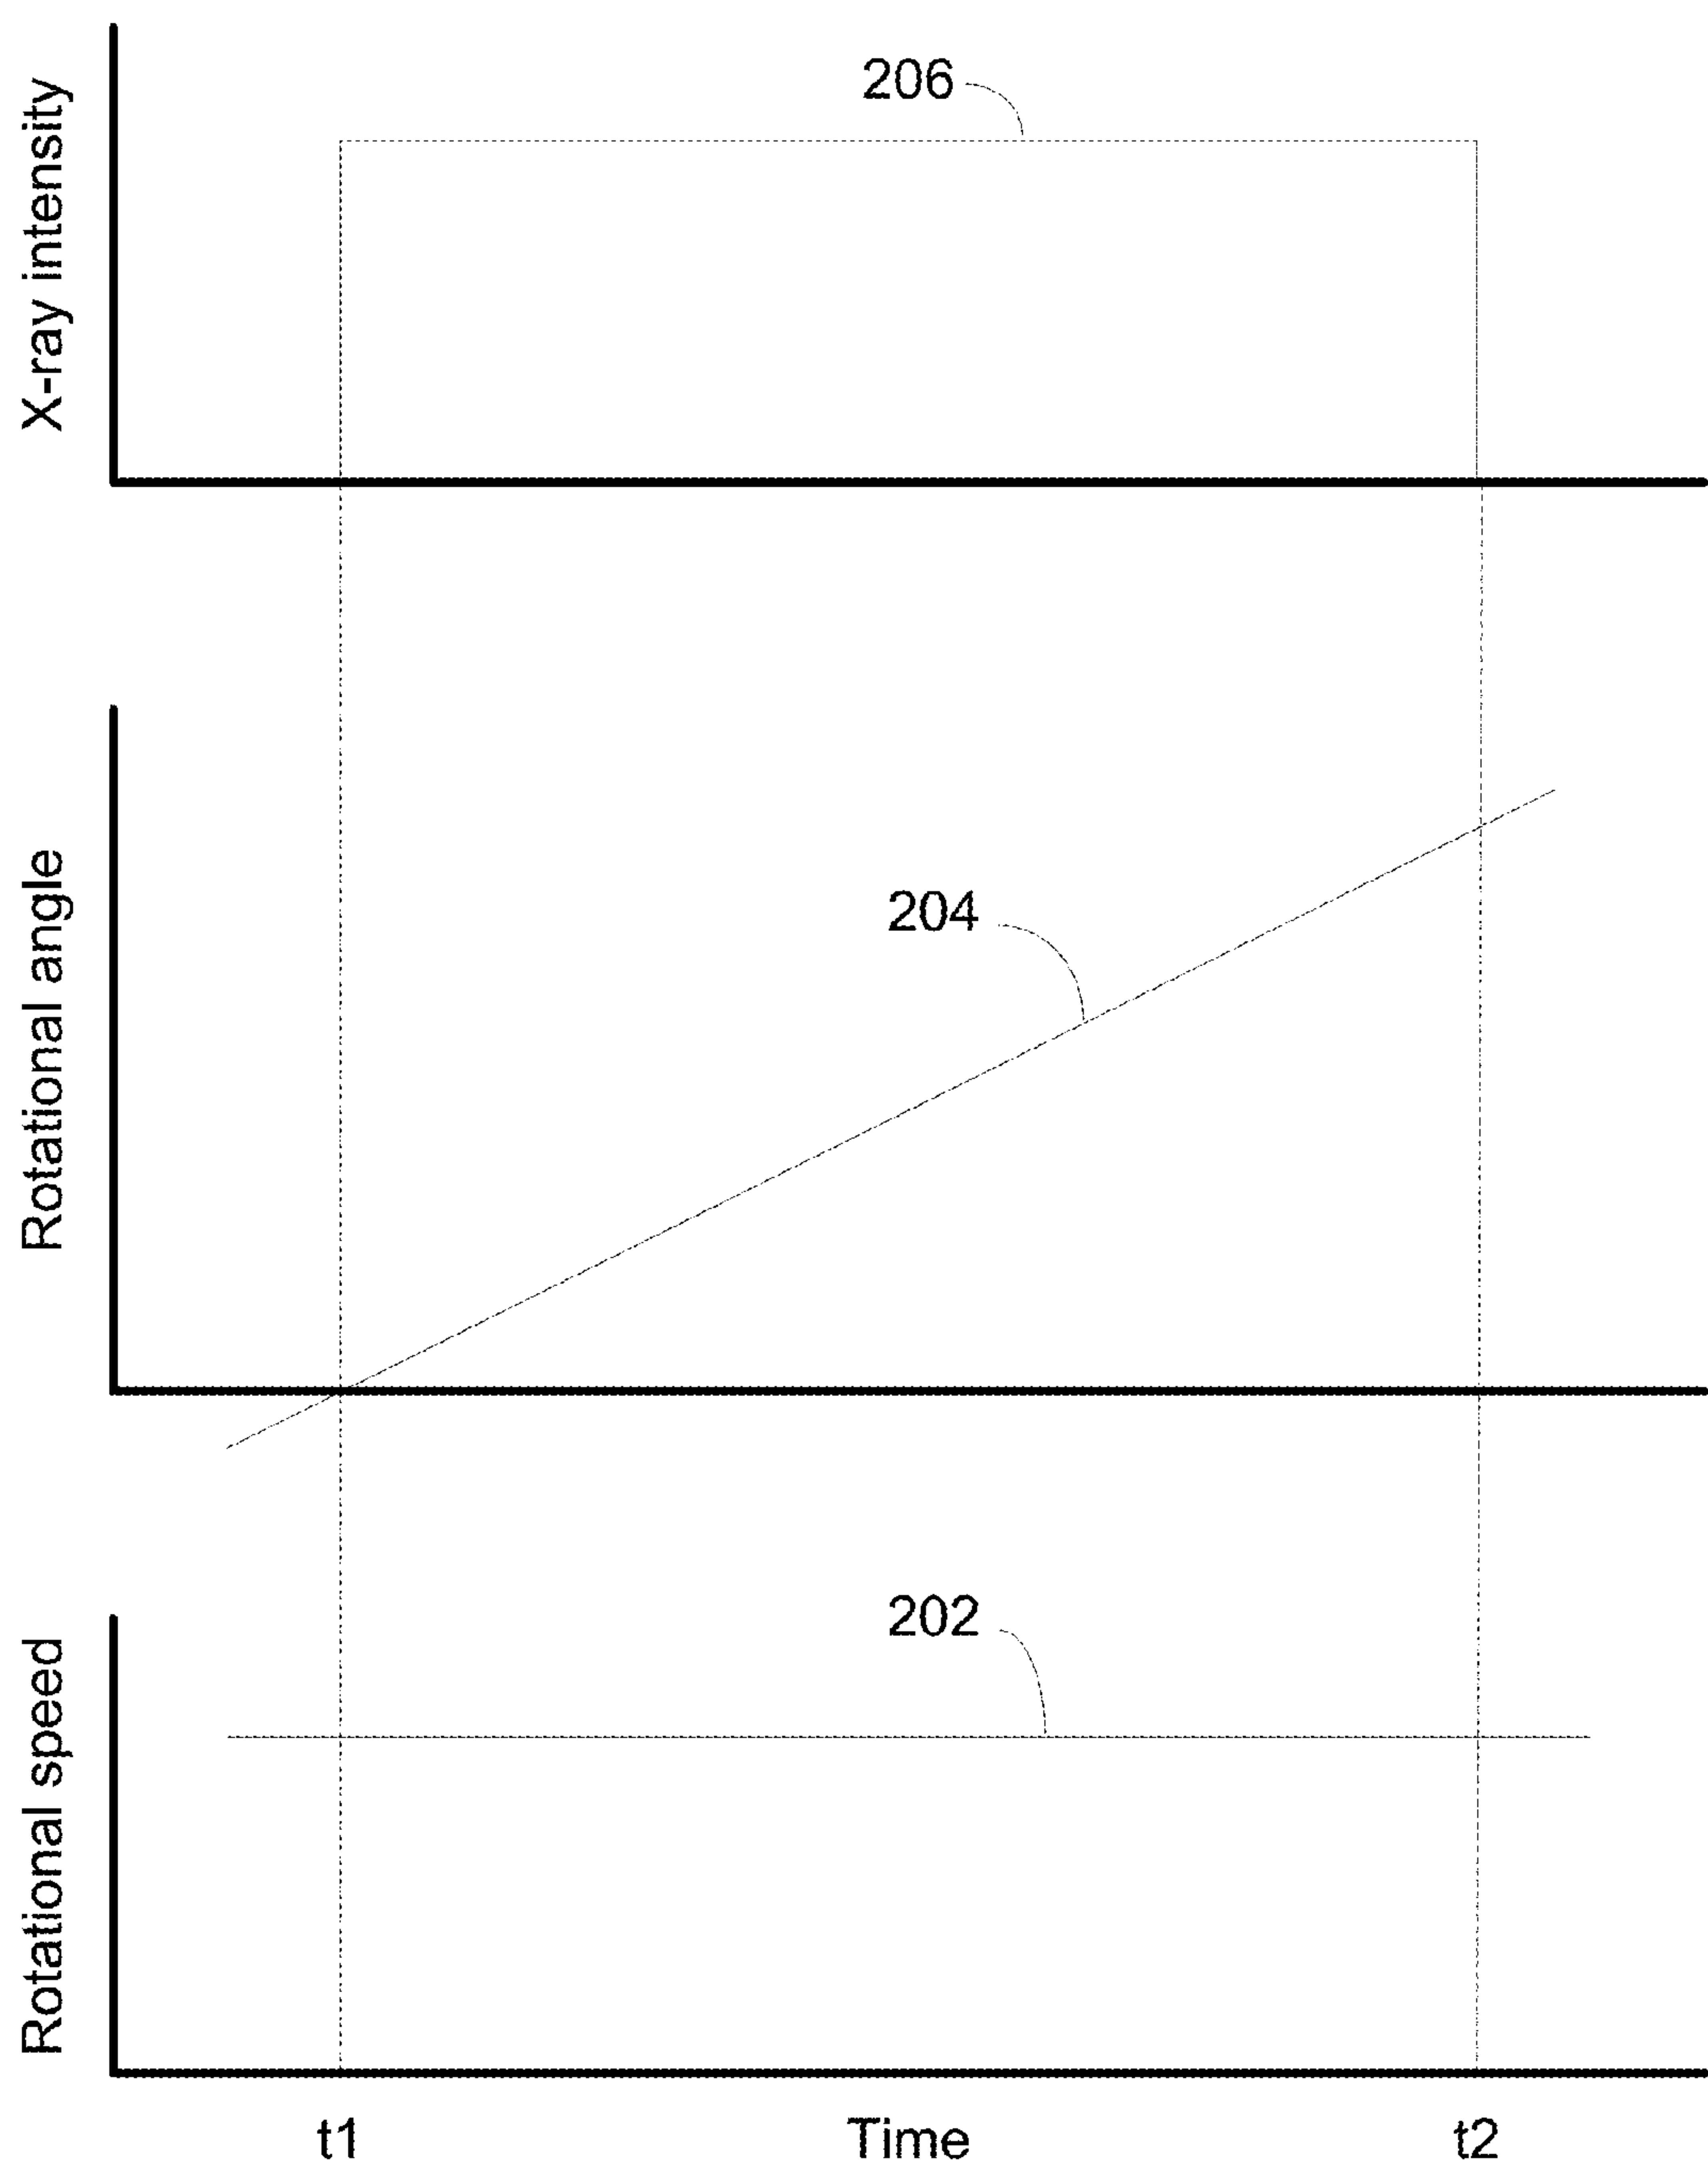 X-ray intensity
206
Rotational angle
204
Rotational speed
202
t1 Time t2